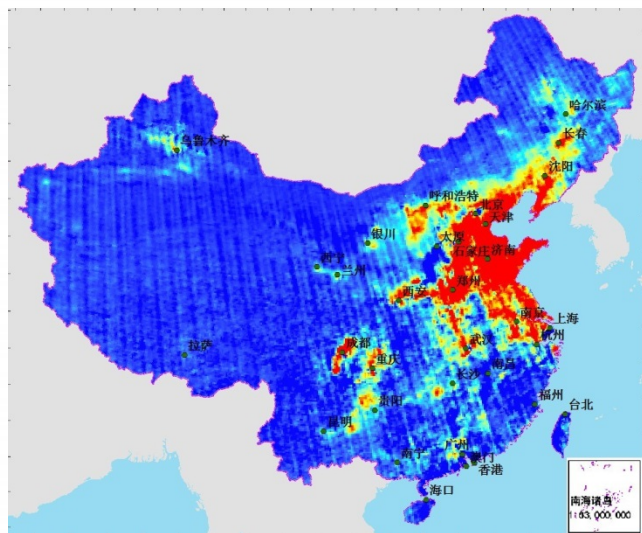 哈尔滨
长春
乌鲁木齐
沈阳
呼和浩特
北京
天津
银川
太原
石家庄
济南
西宁
兰州
西安
郑州
南京
上海
杭州
拉萨
成都
武汉
重庆
南昌
长沙
贵阳
福州
台北
昆明
广州
南宁
澳门
香港
海口
南海诸岛
1:53,000,000